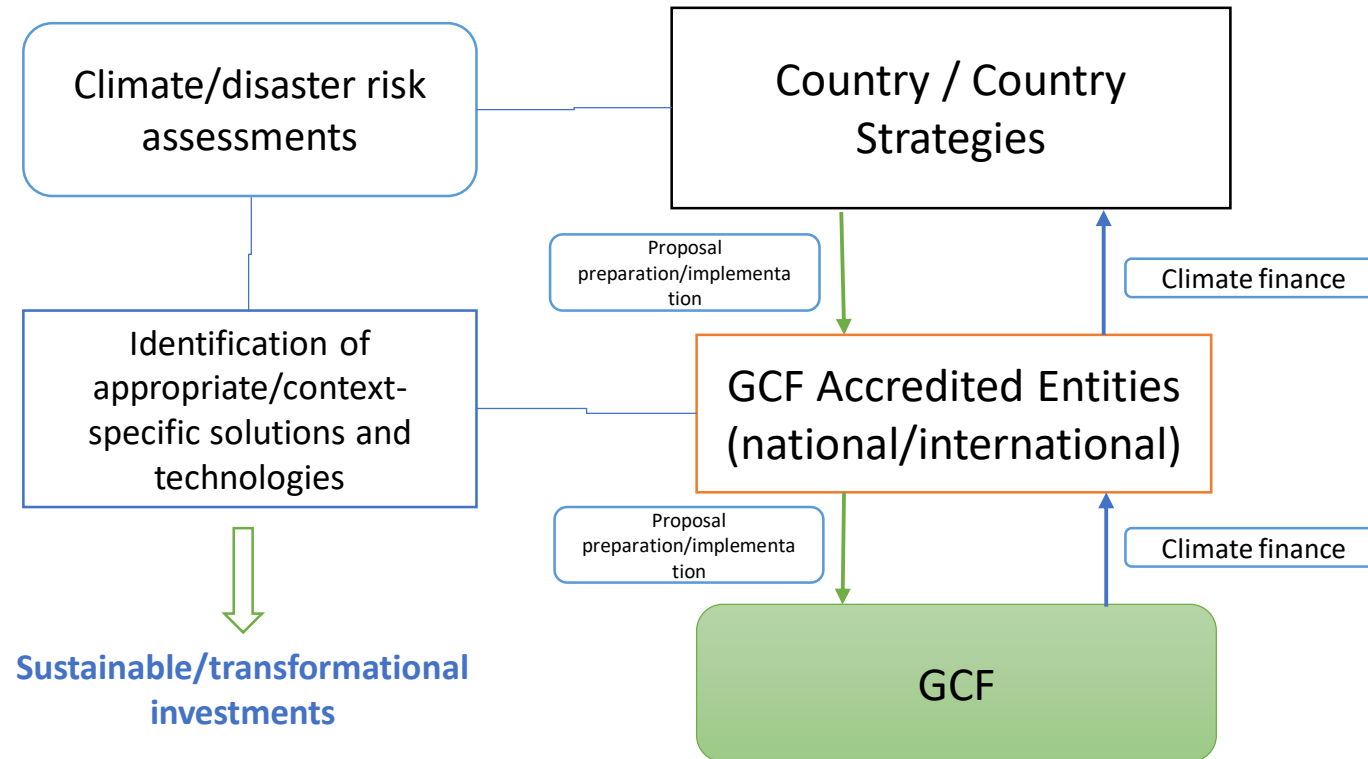 Climate/disaster risk
assessments
Country / Country
Strategies
Proposal
preparation/implementa
tion
Climate finance
Identification of
appropriate/context-
specific solutions and
technologies
GCF Accredited Entities
(national/international)
Proposal
preparation/implementa
tion
Climate finance
Sustainable/transformational
investments
GCF